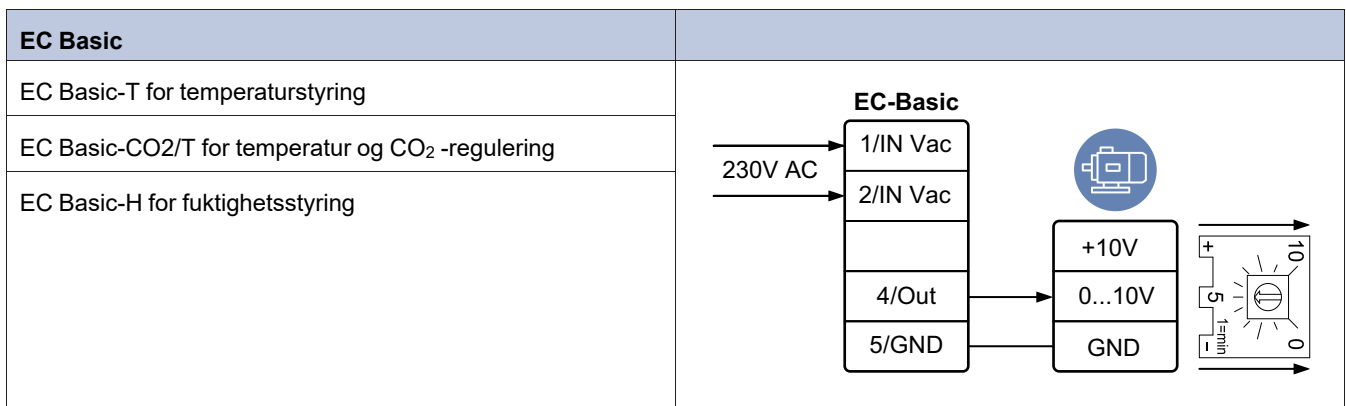 EC Basic
EC Basic-T for temperaturstyring
EC Basic-CO2/T for temperatur og CO₂ -regulering
EC Basic-H for fuktighetsstyring
EC-Basic
230V AC
1/IN Vac
2/IN Vac
4/Out
5/GND
+10V
0...10V
GND
+
5
1=min
-
10
0